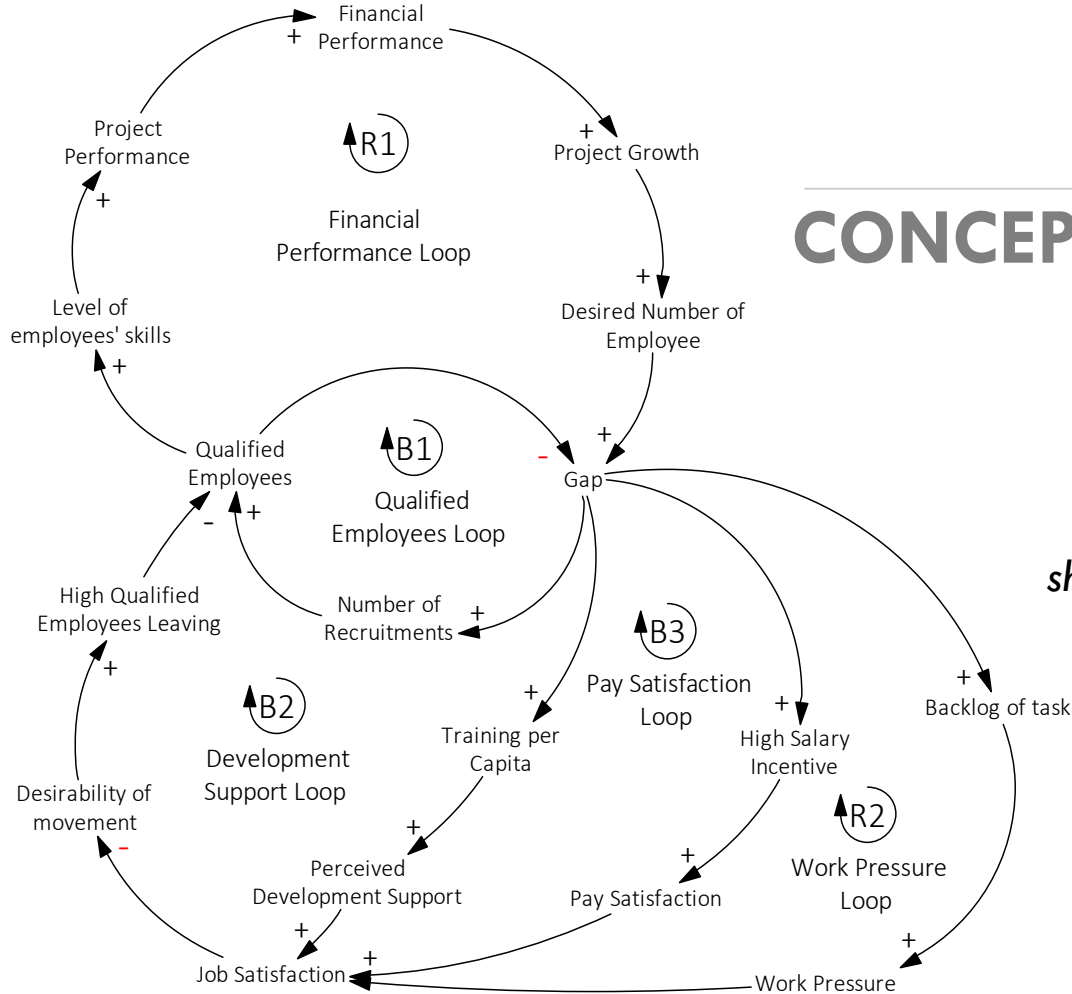 Financial
Performance
+
Project
Performance
R1
+
Project Growth
+
Financial
Performance Loop
CONCEP
+
Desired Number of
Employee
Level of
employees' skills
+
+
Qualified
Employees
B1
-
Gap
Qualified
Employees Loop
-
+
sh
High Qualified
Employees Leaving
Number of
Recruitments
+
B3
+
Pay Satisfaction
Loop
+
+
Backlog of task
B2
Training per
Capita
+
High Salary
Incentive
Development
Support Loop
Desirability of
movement
-
R2
+
Perceived
Development Support
+
Pay Satisfaction
Work Pressure
Loop
+
+
Job Satisfaction
+
Work Pressure